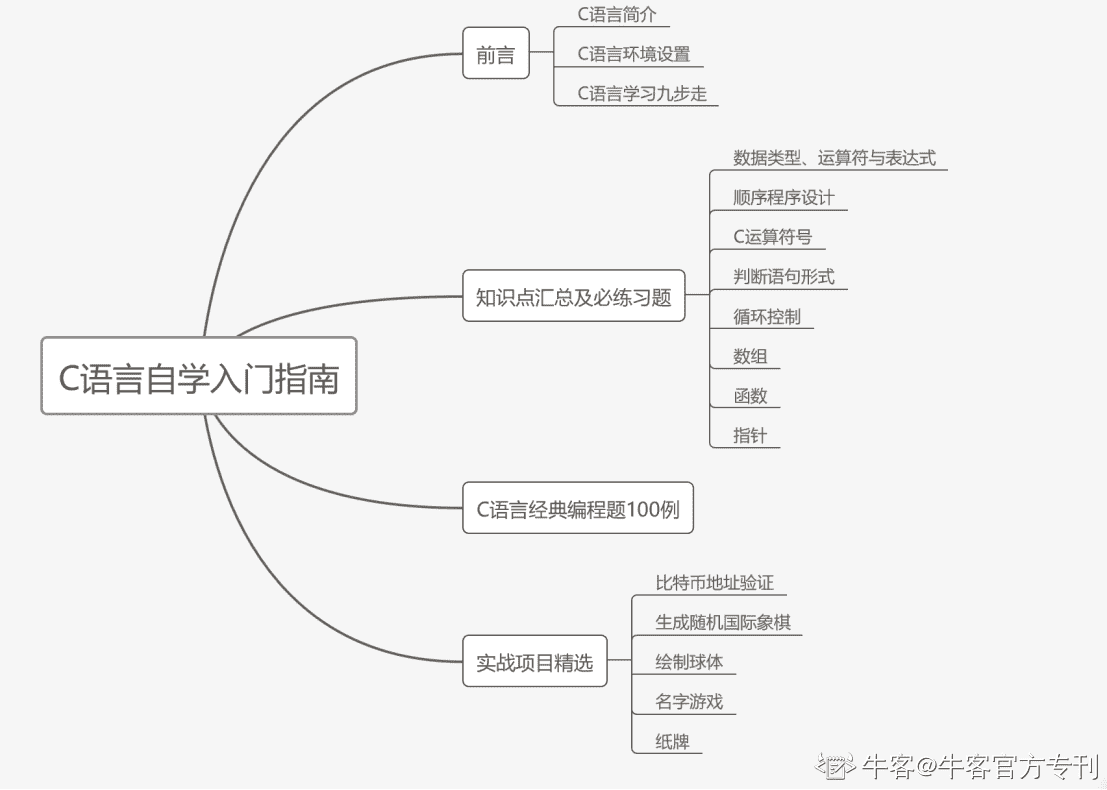 C语言自学入门指南
前言
C语言简介
C语言环境设置
C语言学习九步走
知识点汇总及必练习题
数据类型、运算符与表达式
顺序程序设计
C运算符号
判断语句形式
循环控制
数组
函数
指针
C语言经典编程题100例
实战项目精选
比特币地址验证
生成随机国际象棋
绘制球体
名字游戏
纸牌
牛客@牛客官方专刊